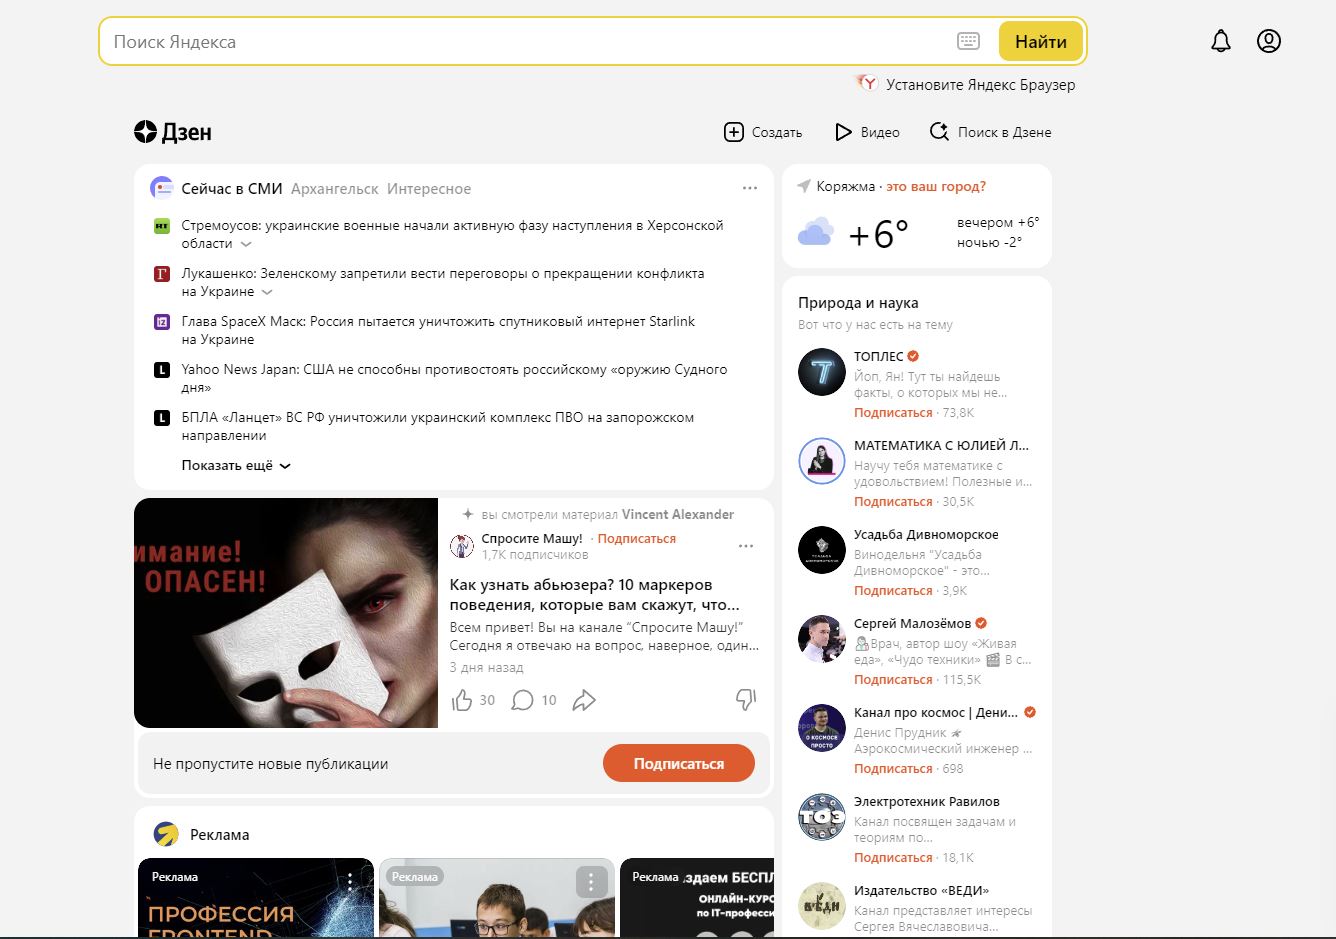 Поиск Яндекса
Найти
Установите Яндекс Браузер
Дзен
Создать
Видео
Поиск в Дзене
Сейчас в СМИ Архангельск Интересное
RT
Стремоусов: украинские военные начали активную фазу наступления в Херсонской
области
Г
Лукашенко: Зеленскому запретили вести переговоры о прекращении конфликта
на Украине
iz
Глава SpaceX Маск: Россия пытается уничтожить спутниковый интернет Starlink
на Украине
L
Yahoo News Japan: США не способны противостоять российскому «оружию Судного
дня»
L
БПЛА «Ланцет» ВС РФ уничтожили украинский комплекс ПВО на запорожском
направлении
Показать ещё
имание!
ОПАСЕН!
вы смотрели материал Vincent Alexander
Спросите Машу! · Подписаться
1,7K подписчиков
Как узнать абьюзера? 10 маркеров
поведения, которые вам скажут, что...
Всем привет! Вы на канале "Спросите Машу!"
Сегодня я отвечаю на вопрос, наверное, один...
3 дня назад
30 10
Не пропустите новые публикации
Подписаться
Реклама
Реклама
ПРОФЕССИЯ
FRONTEND
Реклама
Реклама
здаем БЕСПЛ
ОНЛАЙН-КУРС
по IT-професси
Коряжма · это ваш город?
+6°
вечером +6°
ночью -2°
Природа и наука
Вот что у нас есть на тему
Т
ТОПЛЕС
Йоп, Ян! Тут ты найдешь
факты, о которых мы не...
Подписаться · 73,8K
МАТЕМАТИКА С ЮЛИЕЙ Л...
Научу тебя математике с
удовольствием! Полезные и...
Подписаться · 30,5K
Усадьба Дивноморское
Винодельня "Усадьба
Дивноморское" - это...
Подписаться · 3,9K
Сергей Малозёмов
Врач, автор шоу «Живая
еда», «Чудо техники» В с...
Подписаться · 115,5K
О КОСМОСЕ
ПРОСТО
Канал про космос | Дени...
Денис Прудник
Аэрокосмический инженер ...
Подписаться · 698
ТОЭ
Электротехник Равилов
Канал посвящен задачам и
теориям по...
Подписаться · 18,1K
ВѢДИ
Издательство «ВЕДИ»
Канал представляет интересы
Сергея Вячеславовича...